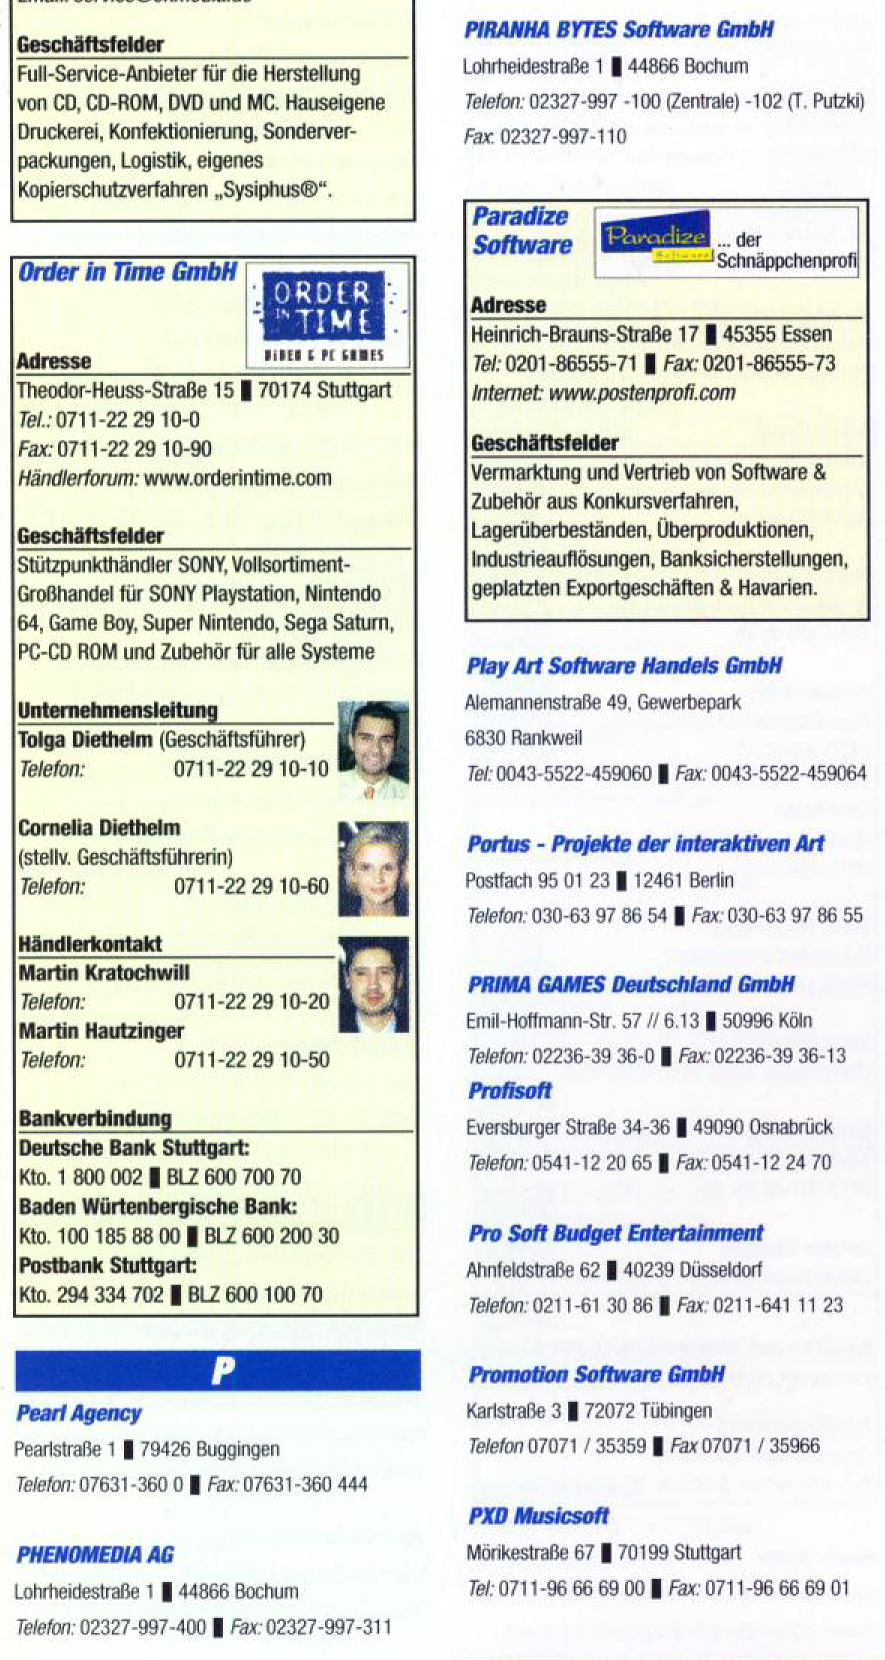 Geschäftsfelder
Full-Service-Anbieter für die Herstellung
von CD, CD-ROM, DVD und MC. Hauseigene
Druckerei, Konfektionierung, Sonderver-
packungen, Logistik, eigenes
Kopierschutzverfahren „Sysiphus®“.
Order in Time GmbH
ORDER
IN TIME
VIDEO & PC GAMES
Adresse
Theodor-Heuss-Straße 15 ▮ 70174 Stuttgart
Tel.: 0711-22 29 10-0
Fax: 0711-22 29 10-90
Händlerforum: www.orderintime.com
Geschäftsfelder
Stützpunkthändler SONY, Vollsortiment-
Großhandel für SONY Playstation, Nintendo
64, Game Boy, Super Nintendo, Sega Saturn,
PC-CD ROM und Zubehör für alle Systeme
Unternehmensleitung
Tolga Diethelm (Geschäftsführer)
Telefon: 0711-22 29 10-10
Cornelia Diethelm
(stellv. Geschäftsführerin)
Telefon: 0711-22 29 10-60
Händlerkontakt
Martin Kratochwill
Telefon: 0711-22 29 10-20
Martin Hautzinger
Telefon: 0711-22 29 10-50
Bankverbindung
Deutsche Bank Stuttgart:
Kto. 1 800 002 ▮ BLZ 600 700 70
Baden Würtenbergische Bank:
Kto. 100 185 88 00 ▮ BLZ 600 200 30
Postbank Stuttgart:
Kto. 294 334 702 ▮ BLZ 600 100 70
P
Pearl Agency
Pearlstraße 1 ▮ 79426 Buggingen
Telefon: 07631-360 0 ▮ Fax: 07631-360 444
PHENOMEDIA AG
Lohrheidestraße 1 ▮ 44866 Bochum
Telefon: 02327-997-400 ▮ Fax: 02327-997-311
PIRANHA BYTES Software GmbH
Lohrheidestraße 1 ▮ 44866 Bochum
Telefon: 02327-997 -100 (Zentrale) -102 (T. Putzki)
Fax: 02327-997-110
Paradize
Software
Paradize
Software
... der
Schnäppchenprofi
Adresse
Heinrich-Brauns-Straße 17 ▮ 45355 Essen
Tel: 0201-86555-71 ▮ Fax: 0201-86555-73
Internet: www.postenprofi.com
Geschäftsfelder
Vermarktung und Vertrieb von Software &
Zubehör aus Konkursverfahren,
Lagerüberbeständen, Überproduktionen,
Industrieauflösungen, Banksicherstellungen,
geplatzten Exportgeschäften & Havarien.
Play Art Software Handels GmbH
Alemannenstraße 49, Gewerbepark
6830 Rankweil
Tel: 0043-5522-459060 ▮ Fax: 0043-5522-459064
Portus - Projekte der interaktiven Art
Postfach 95 01 23 ▮ 12461 Berlin
Telefon: 030-63 97 86 54 ▮ Fax: 030-63 97 86 55
PRIMA GAMES Deutschland GmbH
Emil-Hoffmann-Str. 57 // 6.13 ▮ 50996 Köln
Telefon: 02236-39 36-0 ▮ Fax: 02236-39 36-13
Profisoft
Eversburger Straße 34-36 ▮ 49090 Osnabrück
Telefon: 0541-12 20 65 ▮ Fax: 0541-12 24 70
Pro Soft Budget Entertainment
Ahnfeldstraße 62 ▮ 40239 Düsseldorf
Telefon: 0211-61 30 86 ▮ Fax: 0211-641 11 23
Promotion Software GmbH
Karlstraße 3 ▮ 72072 Tübingen
Telefon 07071 / 35359 ▮ Fax 07071 / 35966
PXD Musicsoft
Mörikestraße 67 ▮ 70199 Stuttgart
Tel: 0711-96 66 69 00 ▮ Fax: 0711-96 66 69 01